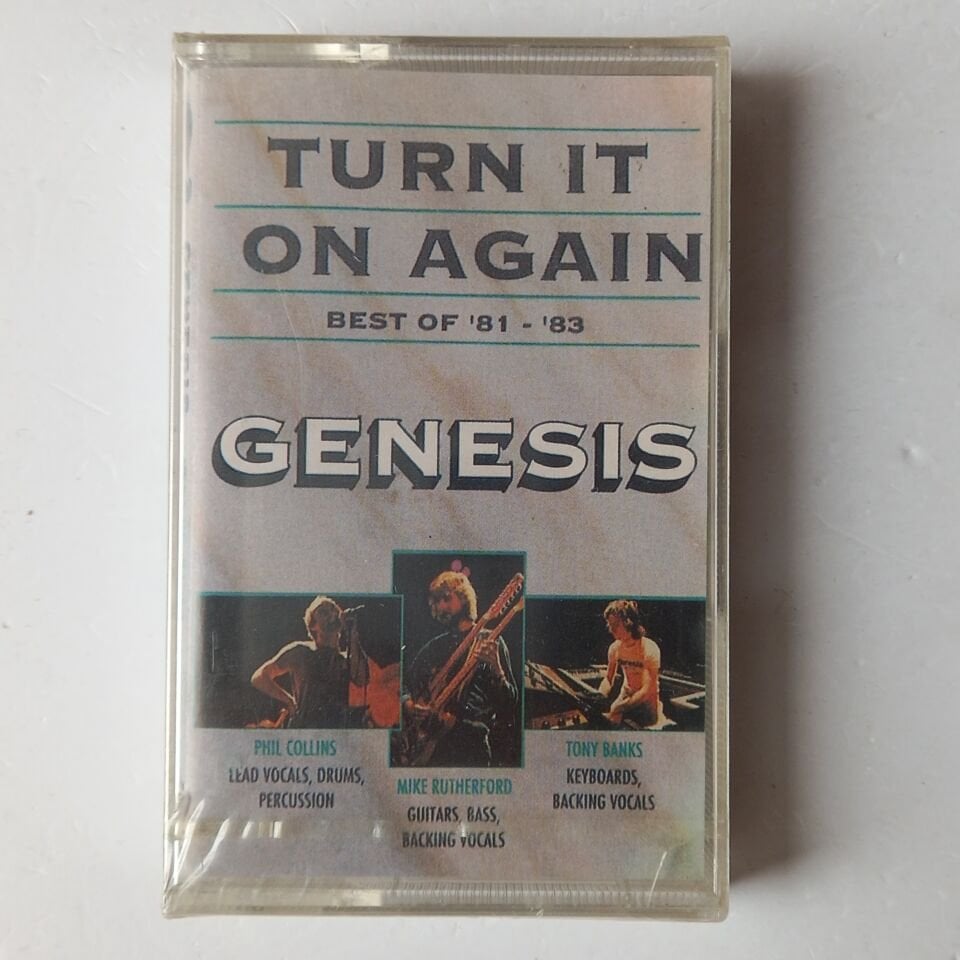 TURN IT
ON AGAIN
BEST OF '81 - '83
GENESIS
PHIL COLLINS
LEAD VOCALS, DRUMS,
PERCUSSION
MIKE RUTHERFORD
GUITARS, BASS,
BACKING VOCALS
TONY BANKS
KEYBOARDS,
BACKING VOCALS